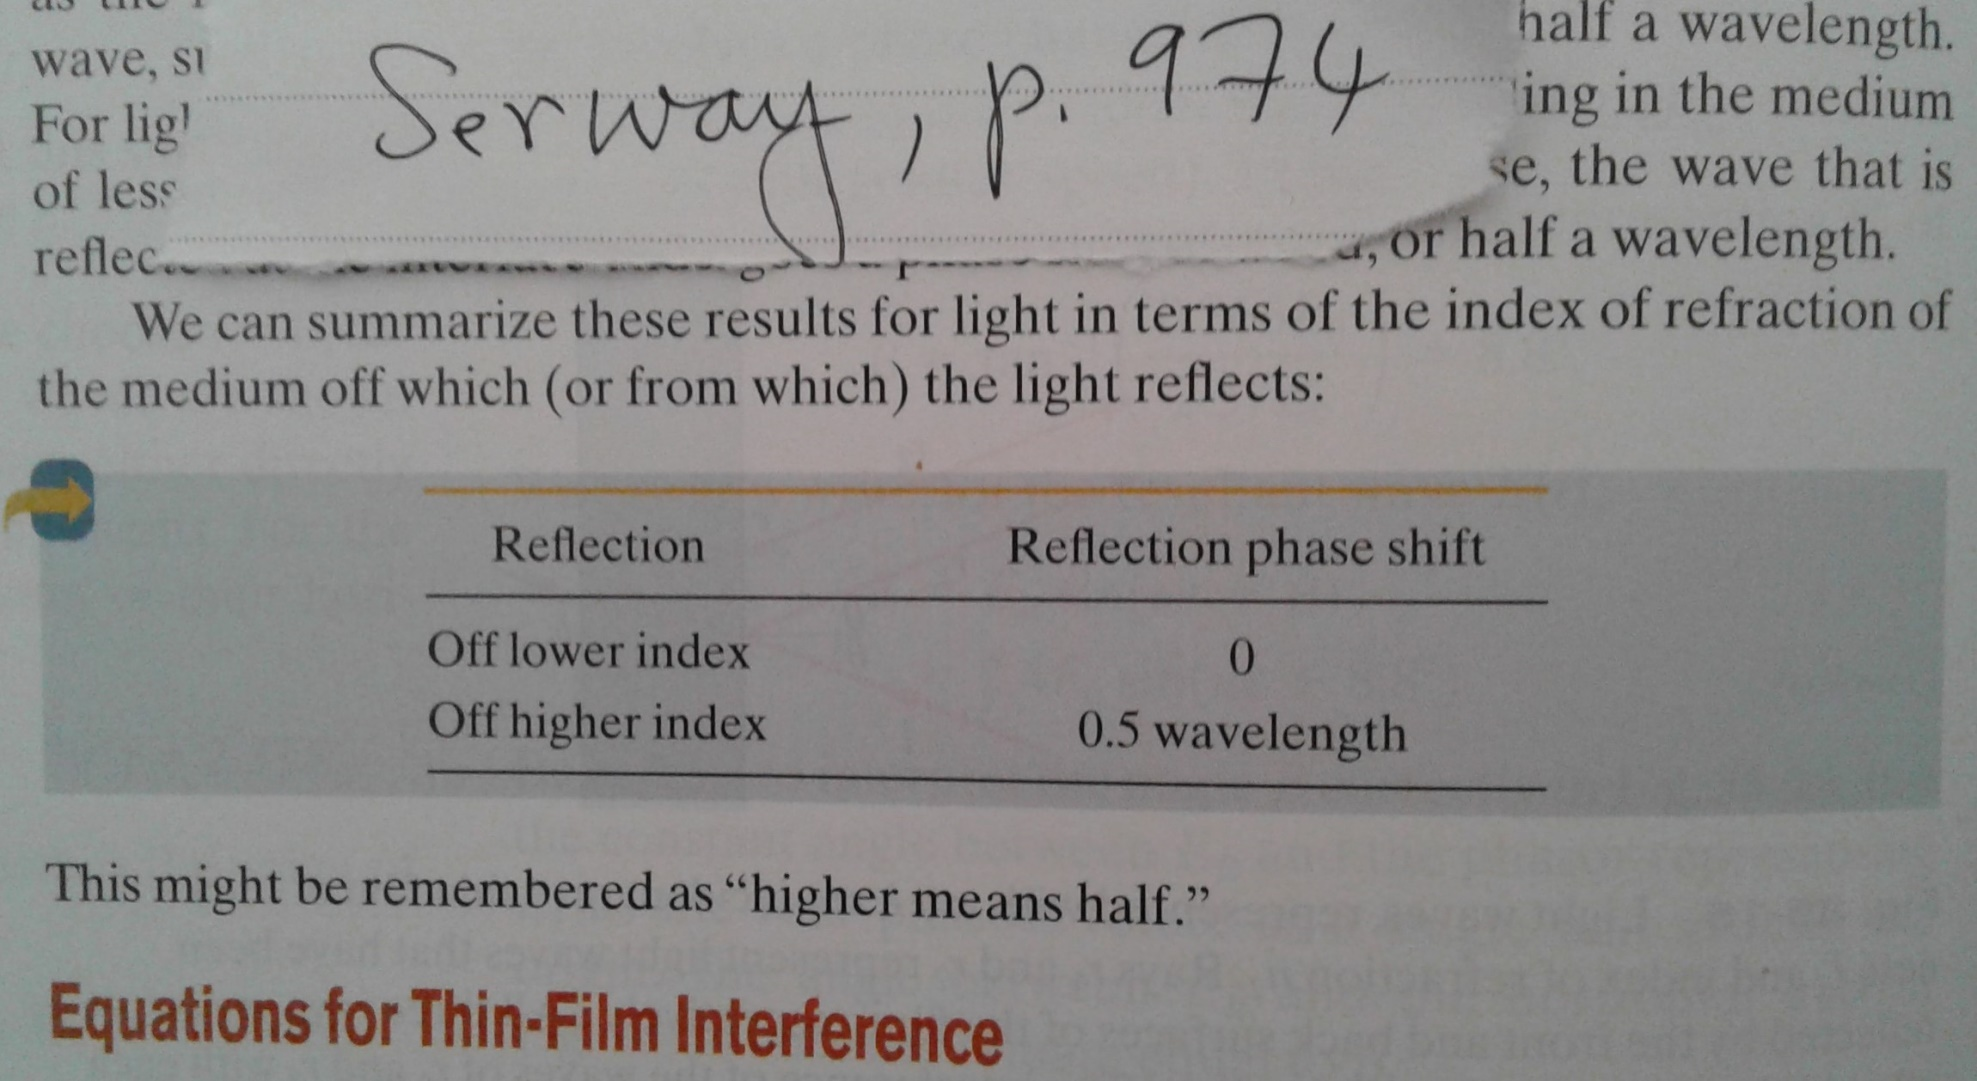 half a wavelength.
wave,
Serway, p. 974
For
ing in the medium
of
se, the wave that is
or half a wavelength.
We can summarize these results for light in terms of the index of refraction of
the medium off which (or from which) the light reflects:
Reflection Reflection phase shift
Off lower index 0
Off higher index 0.5 wavelength
This might be remembered as “higher means half.”
Equations for Thin-Film Interference